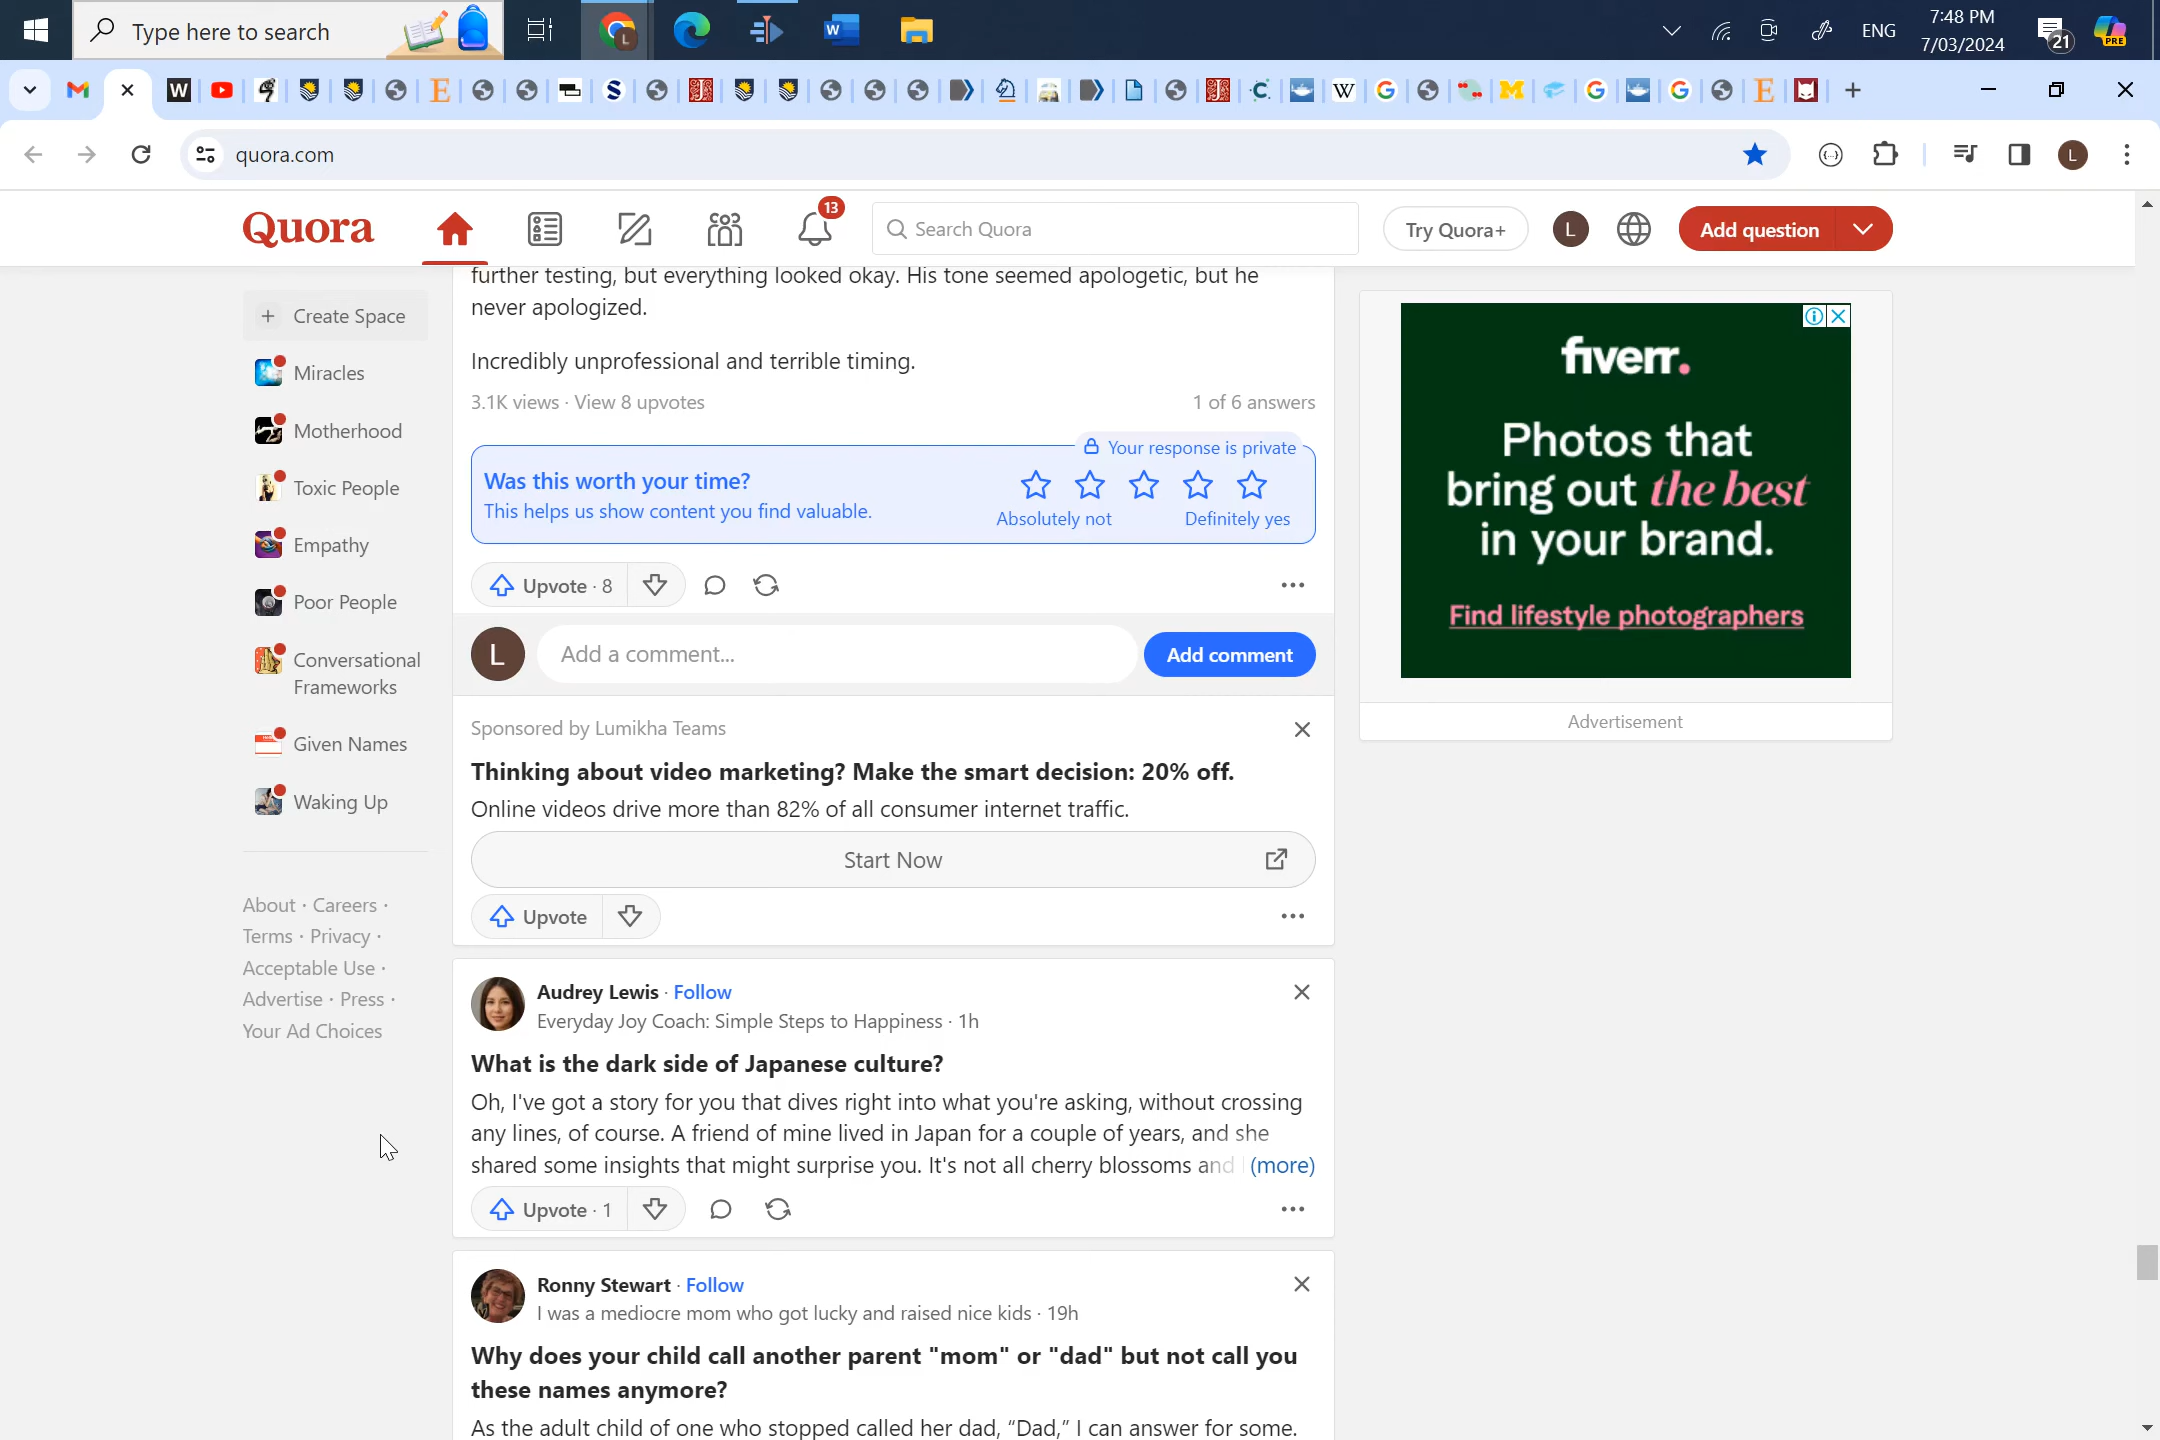 Type here to search
ENG
7:48 PM
7/03/2024
21
quora.com
Quora
13
Search Quora
Try Quora+
L
Add question
Create Space
Miracles
Motherhood
Toxic People
Empathy
Poor People
Conversational
Frameworks
Given Names
Waking Up
About · Careers ·
Terms · Privacy ·
Acceptable Use ·
Advertise · Press ·
Your Ad Choices
further testing, but everything looked okay. His tone seemed apologetic, but he
never apologized.
Incredibly unprofessional and terrible timing.
3.1K views · View 8 upvotes
1 of 6 answers
Your response is private
Was this worth your time?
This helps us show content you find valuable.
Absolutely not
Definitely yes
Upvote · 8
L
Add a comment...
Add comment
Sponsored by Lumikha Teams
Thinking about video marketing? Make the smart decision: 20% off.
Online videos drive more than 82% of all consumer internet traffic.
Start Now
Upvote
Audrey Lewis · Follow
Everyday Joy Coach: Simple Steps to Happiness · 1h
What is the dark side of Japanese culture?
Oh, I've got a story for you that dives right into what you're asking, without crossing
any lines, of course. A friend of mine lived in Japan for a couple of years, and she
shared some insights that might surprise you. It's not all cherry blossoms and (more)
Upvote · 1
Ronny Stewart · Follow
I was a mediocre mom who got lucky and raised nice kids · 19h
Why does your child call another parent "mom" or "dad" but not call you
these names anymore?
As the adult child of one who stopped called her dad, “Dad,” I can answer for some.
fiverr.
Photos that
bring out the best
in your brand.
Find lifestyle photographers
Advertisement